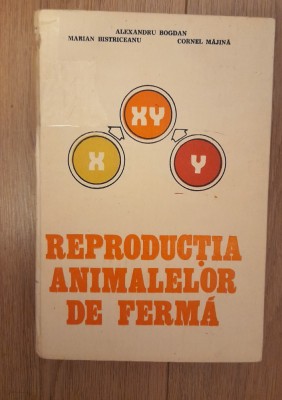 ALEXANDRU BOGDAN
MARIAN BISTRICEANU CORNEL MĂJINĂ
XY
X Y
REPRODUCȚIA
ANIMALELOR
DE FERMĂ